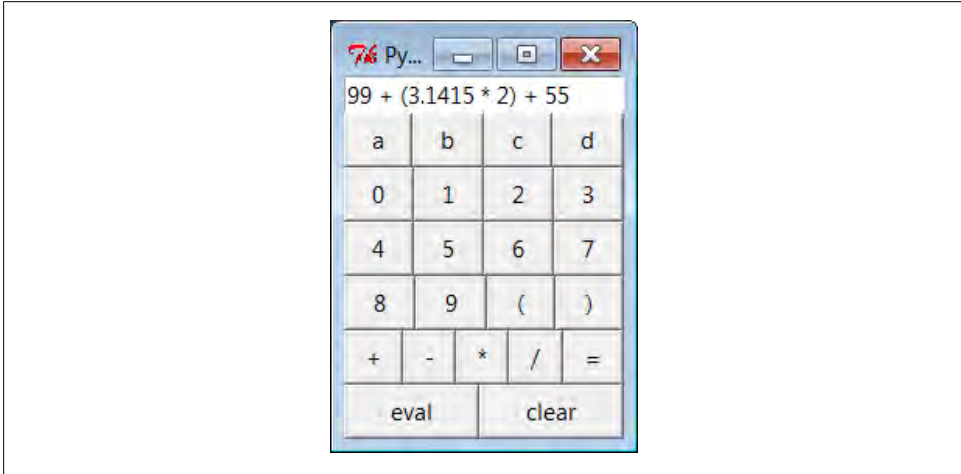 Py...
99 + (3.1415 * 2) + 55
a b c d
0 1 2 3
4 5 6 7
8 9 ( )
+ - * / =
eval clear